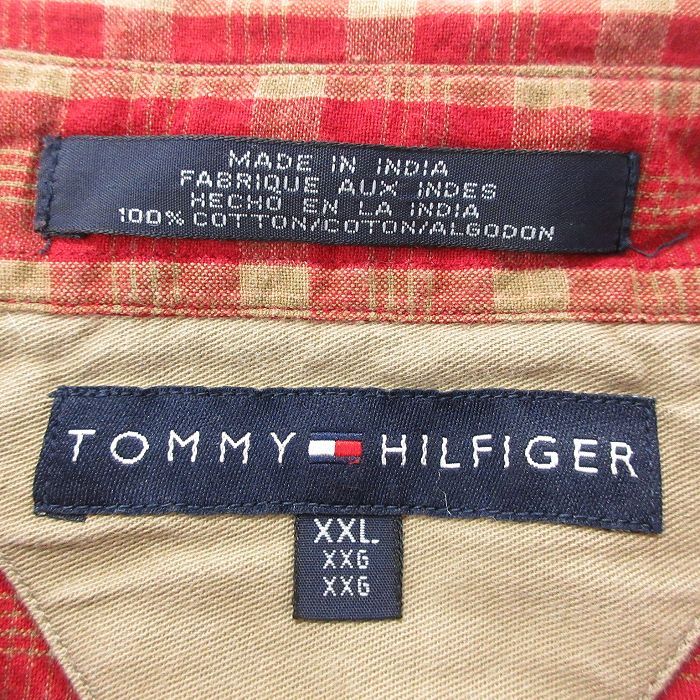 MADE IN INDIA
FABRIQUE AUX INDES
HECHO EN LA INDIA
100% COTTON/COTON/ALGODON
TOMMY HILFIGER
XXL
XXG
XXG